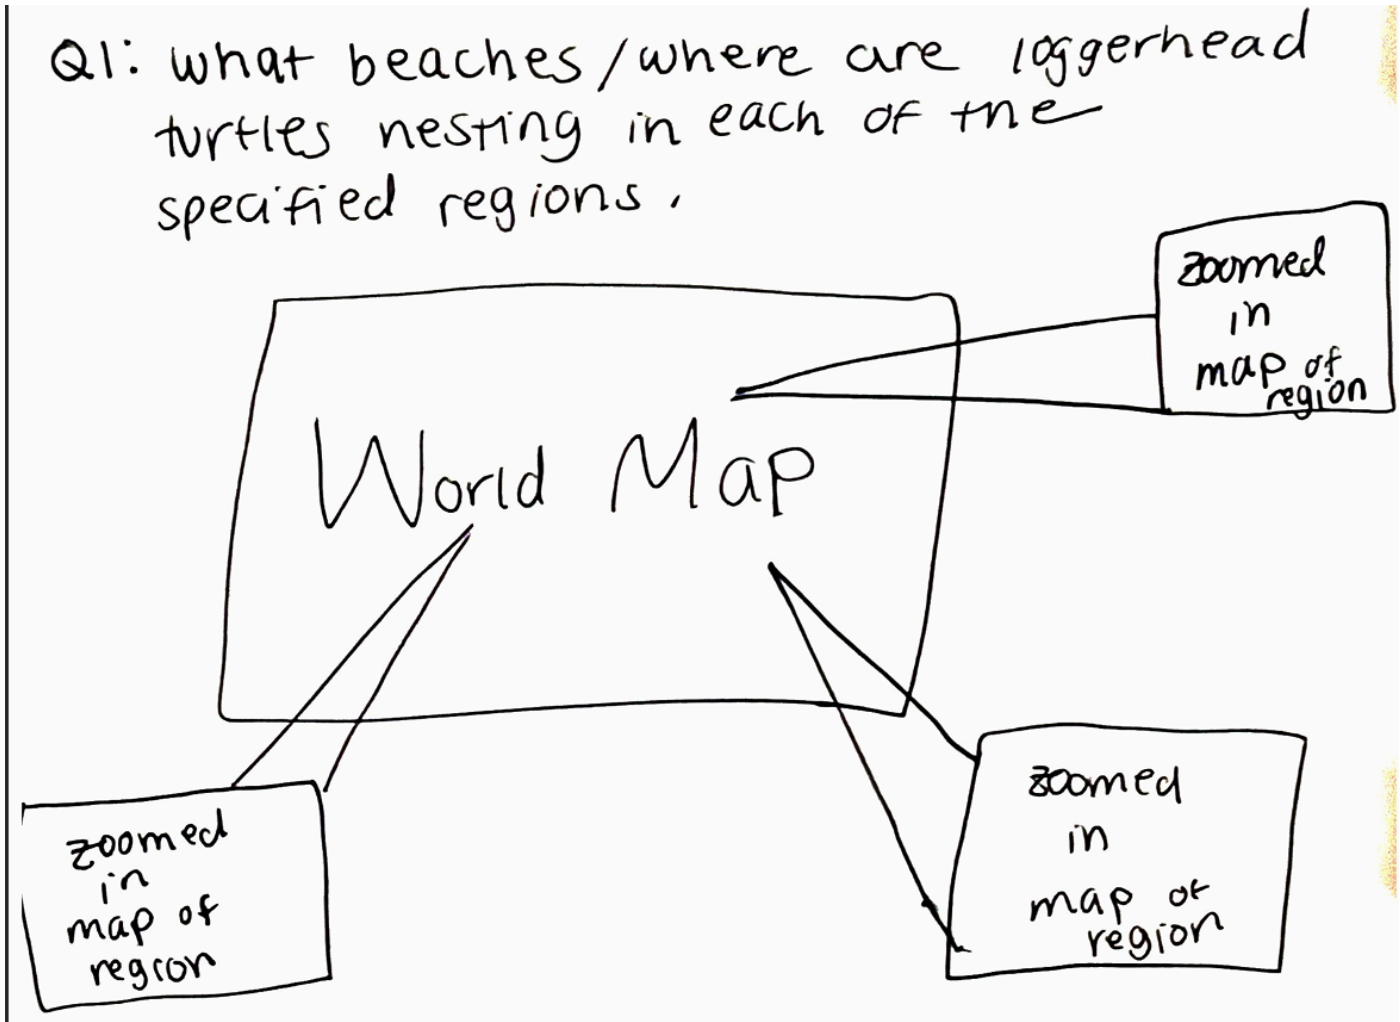 Q1: what beaches/where are loggerhead
turtles nesting in each of the
specified regions.
zoomed
in
map of
region
World Map
zoomed
in
map of
region
zoomed
in
map of
region